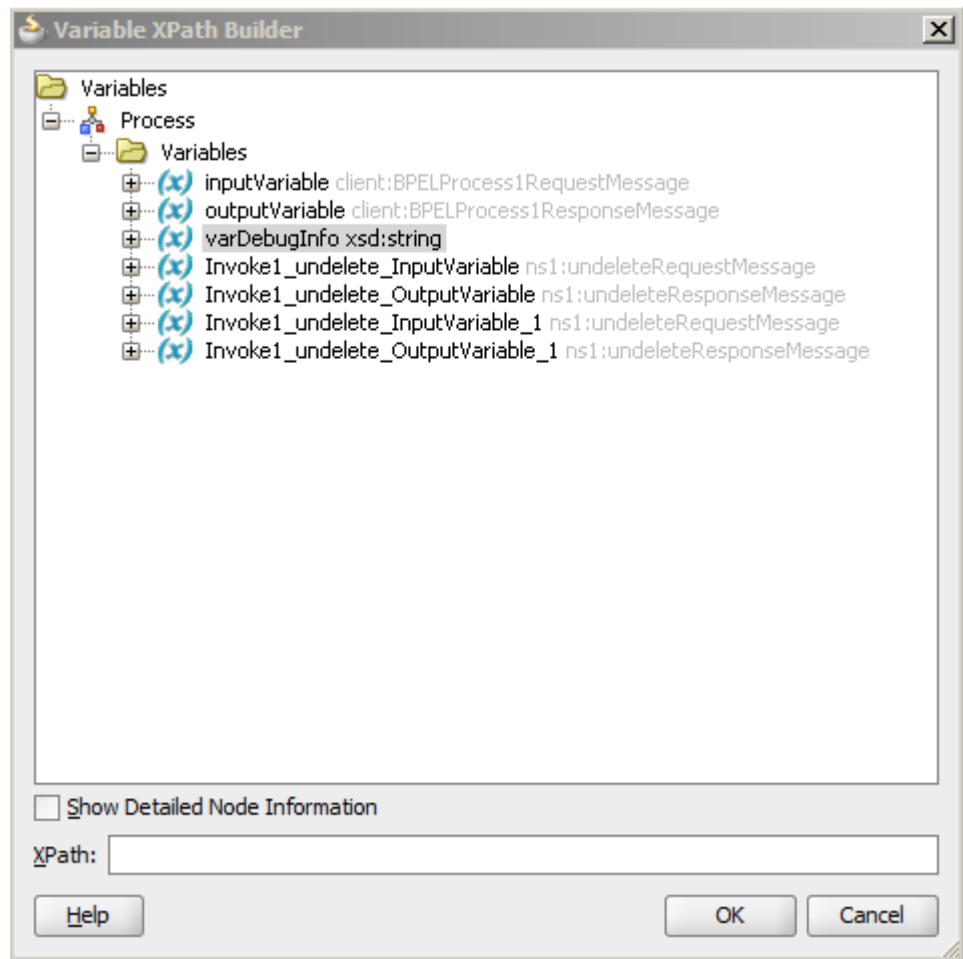 Variable XPath Builder
Variables
Process
Variables
inputVariable client:BPELProcess1RequestMessage
outputVariable client:BPELProcess1ResponseMessage
varDebugInfo xsd:string
Invoke1_undelete_InputVariable ns1:undeleteRequestMessage
Invoke1_undelete_OutputVariable ns1:undeleteResponseMessage
Invoke1_undelete_InputVariable_1 ns1:undeleteRequestMessage
Invoke1_undelete_OutputVariable_1 ns1:undeleteResponseMessage
Show Detailed Node Information
XPath:
Help OK Cancel